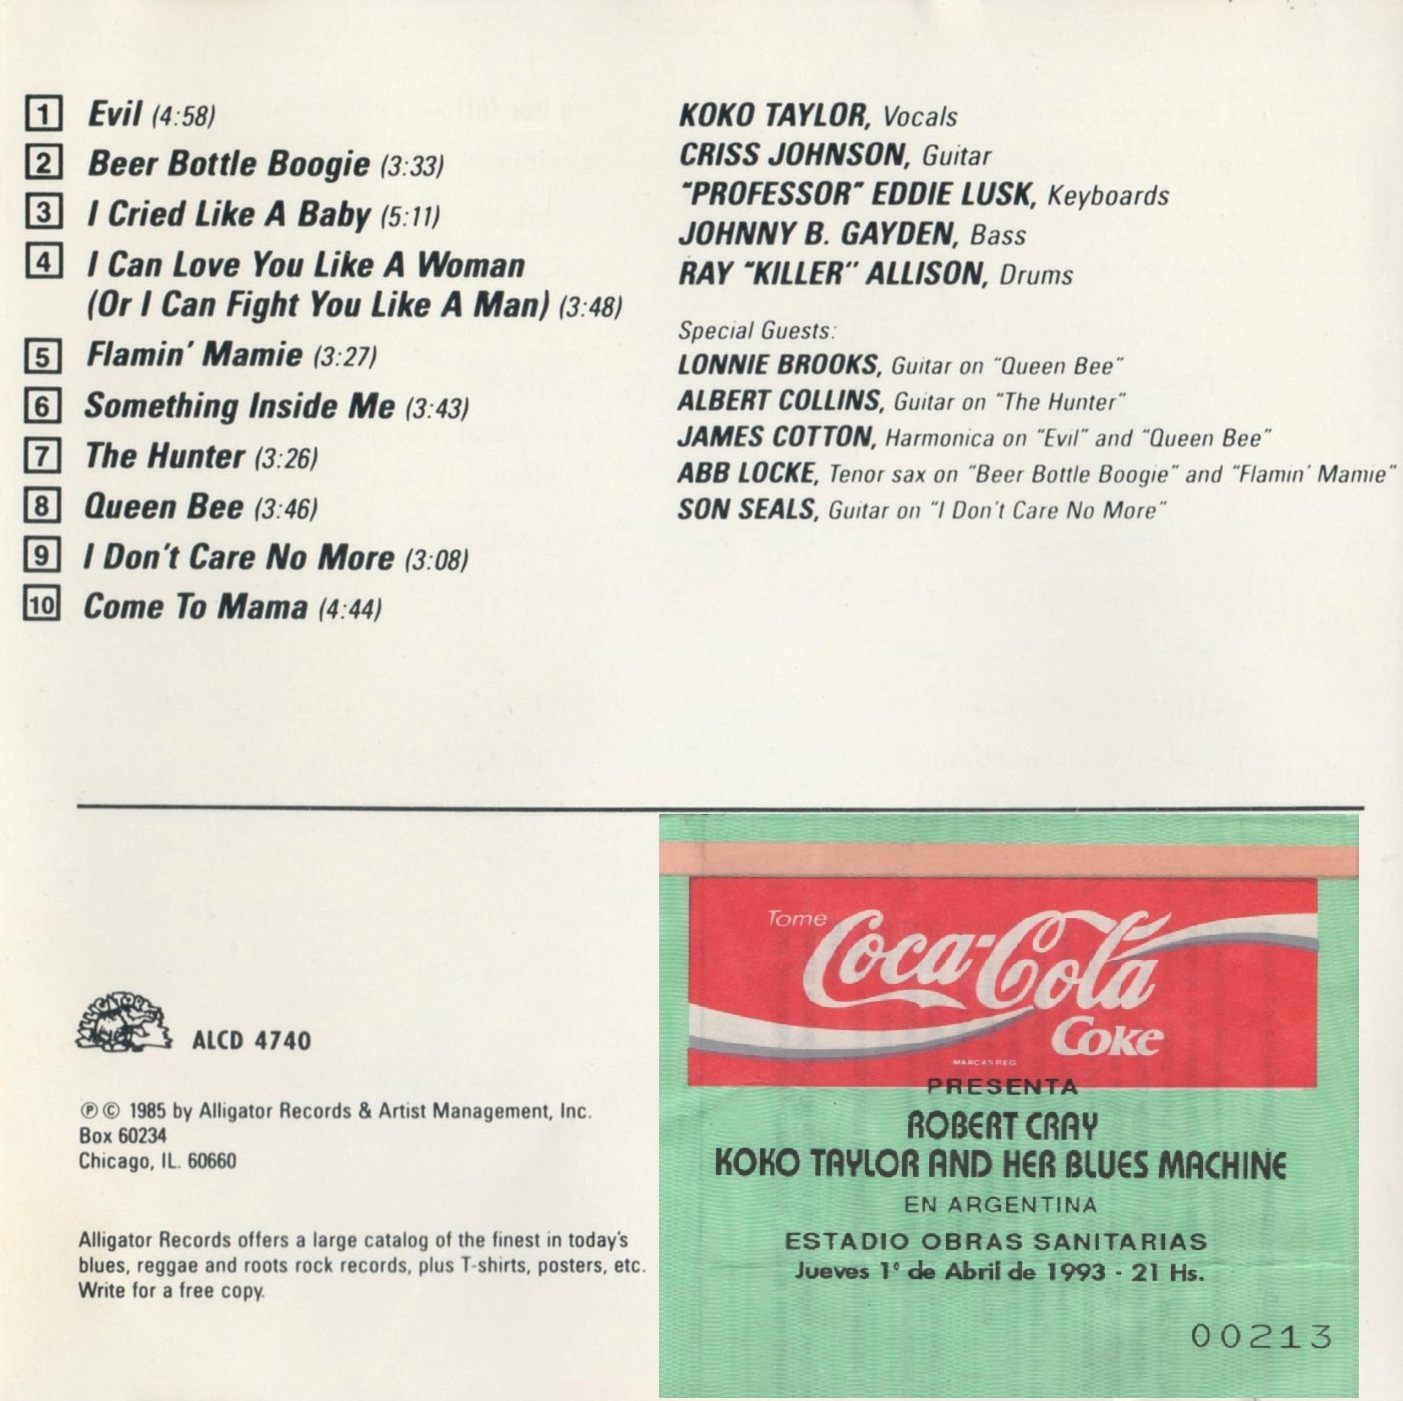 1 Evil (4:58)
2 Beer Bottle Boogie (3:33)
3 I Cried Like A Baby (5:11)
4 I Can Love You Like A Woman
(Or I Can Fight You Like A Man) (3:48)
5 Flamin' Mamie (3:27)
6 Something Inside Me (3:43)
7 The Hunter (3:26)
8 Queen Bee (3:46)
9 I Don't Care No More (3:08)
10 Come To Mama (4:44)
KOKO TAYLOR, Vocals
CRISS JOHNSON, Guitar
"PROFESSOR" EDDIE LUSK, Keyboards
JOHNNY B. GAYDEN, Bass
RAY "KILLER" ALLISON, Drums
Special Guests:
LONNIE BROOKS, Guitar on "Queen Bee"
ALBERT COLLINS, Guitar on "The Hunter"
JAMES COTTON, Harmonica on "Evil" and "Queen Bee"
ABB LOCKE, Tenor sax on "Beer Bottle Boogie" and "Flamin' Mamie"
SON SEALS, Guitar on "I Don't Care No More"
ALCD 4740
℗© 1985 by Alligator Records & Artist Management, Inc.
Box 60234
Chicago, IL. 60660
Alligator Records offers a large catalog of the finest in today's
blues, reggae and roots rock records, plus T-shirts, posters, etc.
Write for a free copy.
Tome Coca-Cola
Coke
MARCAS REG
PRESENTA
ROBERT CRAY
KOKO TAYLOR AND HER BLUES MACHINE
EN ARGENTINA
ESTADIO OBRAS SANITARIAS
Jueves 1° de Abril de 1993 - 21 Hs.
00213